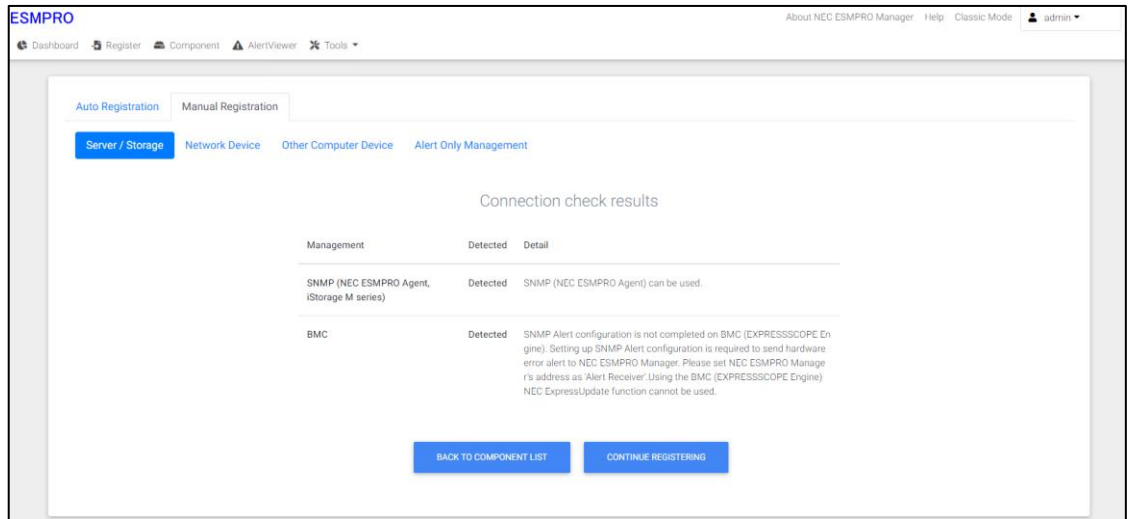 ESMPRO
About NEC ESMPRO Manager Help Classic Mode admin
Dashboard Register Component AlertViewer Tools
Auto Registration Manual Registration
Server / Storage Network Device Other Computer Device Alert Only Management
Connection check results
Management Detected Detail
SNMP (NEC ESMPRO Agent, Detected SNMP (NEC ESMPRO Agent) can be used.
iStorage M series)
BMC Detected SNMP Alert configuration is not completed on BMC (EXPRESSSCOPE En
gine). Setting up SNMP Alert configuration is required to send hardware
error alert to NEC ESMPRO Manager. Please set NEC ESMPRO Manage
r's address as 'Alert Receiver'.Using the BMC (EXPRESSSCOPE Engine)
NEC ExpressUpdate function cannot be used.
BACK TO COMPONENT LIST CONTINUE REGISTERING